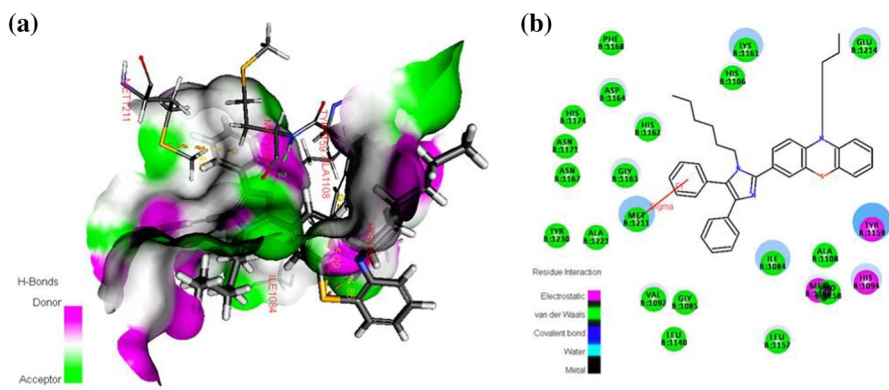 (a)
MET1211
ALA1108
ILE1084
H-Bonds
Donor
Acceptor
(b)
PHE
B:1168
LYS
B:1161
GLU
B:1214
HIS
B:1106
ASP
B:1164
HIS
B:1174
HIS
B:1162
ASN
B:1171
ASN
B:1167
GLY
B:1163
N
N
S
N
Sigma
MET
B:1211
TYR
B:1230
ALA
B:1221
TYR
B:1159
ILE
B:1084
ALA
B:1108
HIS
B:1094
VAL
B:1092
GLY
B:1085
LEU
B:1140
LEU
B:1157
Residue Interaction
Electrostatic
van der Waals
Covalent bond
Water
Metal